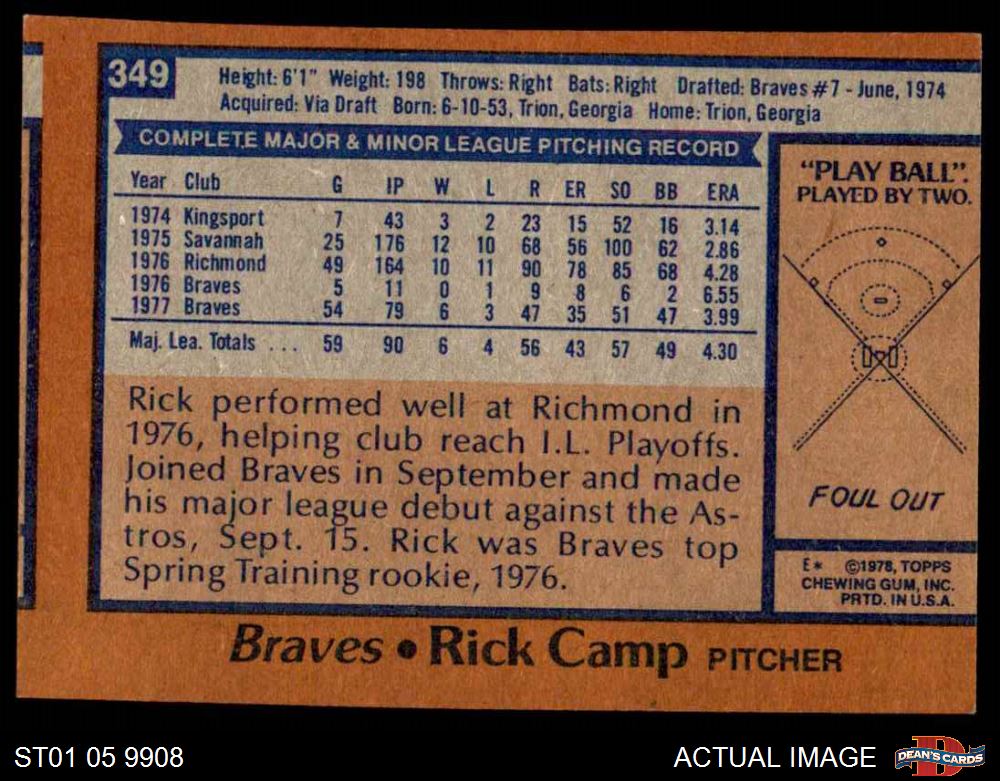 349
Height: 6'1" Weight: 198 Throws: Right Bats: Right Drafted: Braves #7 - June, 1974
Acquired: Via Draft Born: 6-10-53, Trion, Georgia Home: Trion, Georgia
COMPLETE MAJOR & MINOR LEAGUE PITCHING RECORD
Year Club G IP W L R ER SO BB ERA
1974 Kingsport 7 43 3 2 23 15 52 16 3.14
1975 Savannah 25 176 12 10 68 56 100 62 2.86
1976 Richmond 49 164 10 11 90 78 85 68 4.28
1976 Braves 5 11 0 1 9 8 6 2 6.55
1977 Braves 54 79 6 3 47 35 51 47 3.99
Maj. Lea. Totals ... 59 90 6 4 56 43 57 49 4.30
Rick performed well at Richmond in
1976, helping club reach I.L. Playoffs.
Joined Braves in September and made
his major league debut against the As-
tros, Sept. 15. Rick was Braves top
Spring Training rookie, 1976.
"PLAY BALL".
PLAYED BY TWO.
FOUL OUT
E* ©1978, TOPPS
CHEWING GUM, INC.
PRTD. IN U.S.A.
Braves • Rick Camp PITCHER
ST01 05 9908
ACTUAL IMAGE
D
DEAN'S CARDS